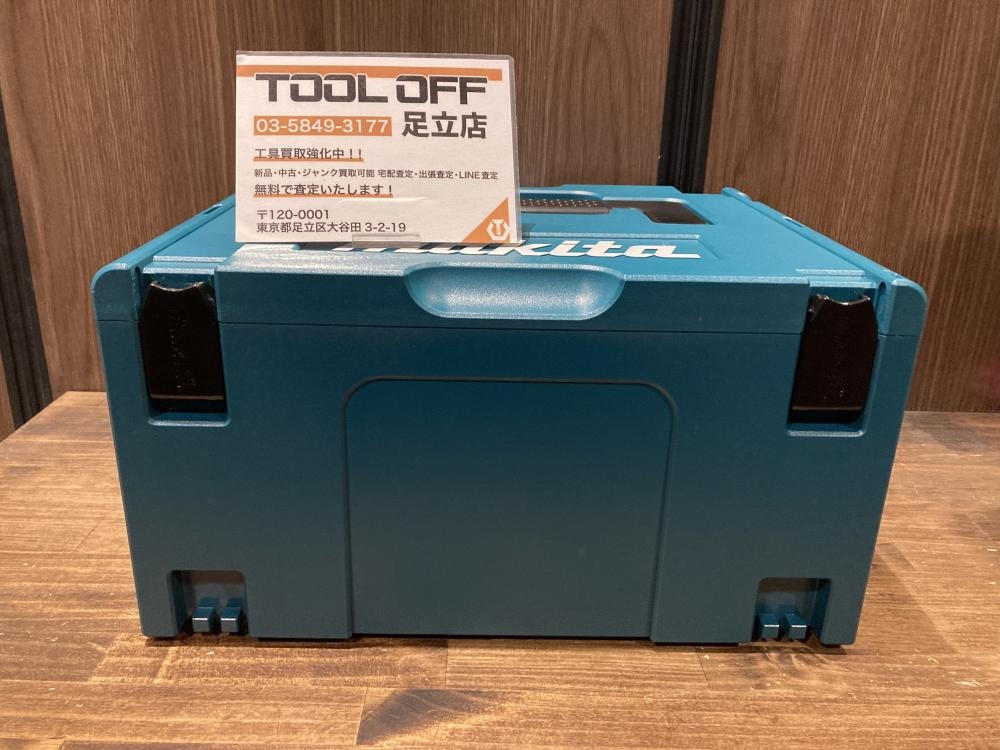 TOOL OFF
03-5849-3177 足立店
工具買取強化中！！
新品・中古・ジャンク買取可能 宅配査定・出張査定・LINE査定
無料で査定いたします！
〒120-0001
東京都足立区大谷田 3-2-19
makita